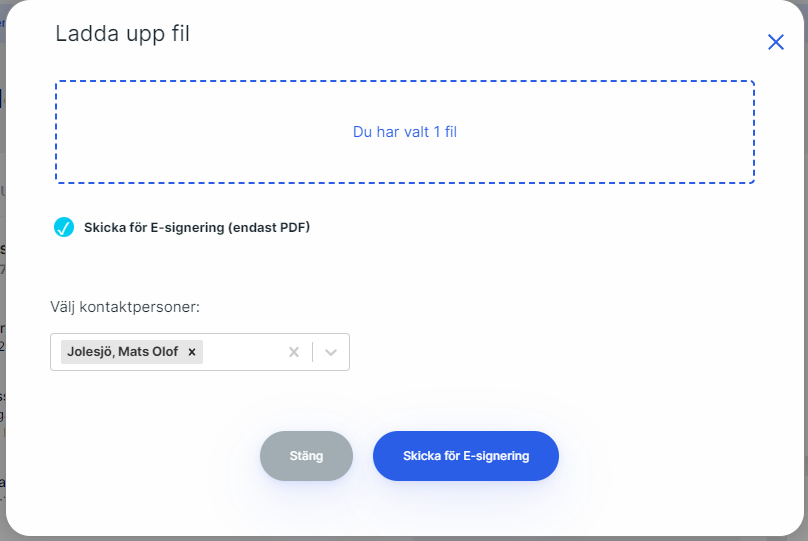 Ladda upp fil
Du har valt 1 fil
Skicka för E-signering (endast PDF)
Välj kontaktpersoner:
Jolesjö, Mats Olof
Stäng
Skicka för E-signering